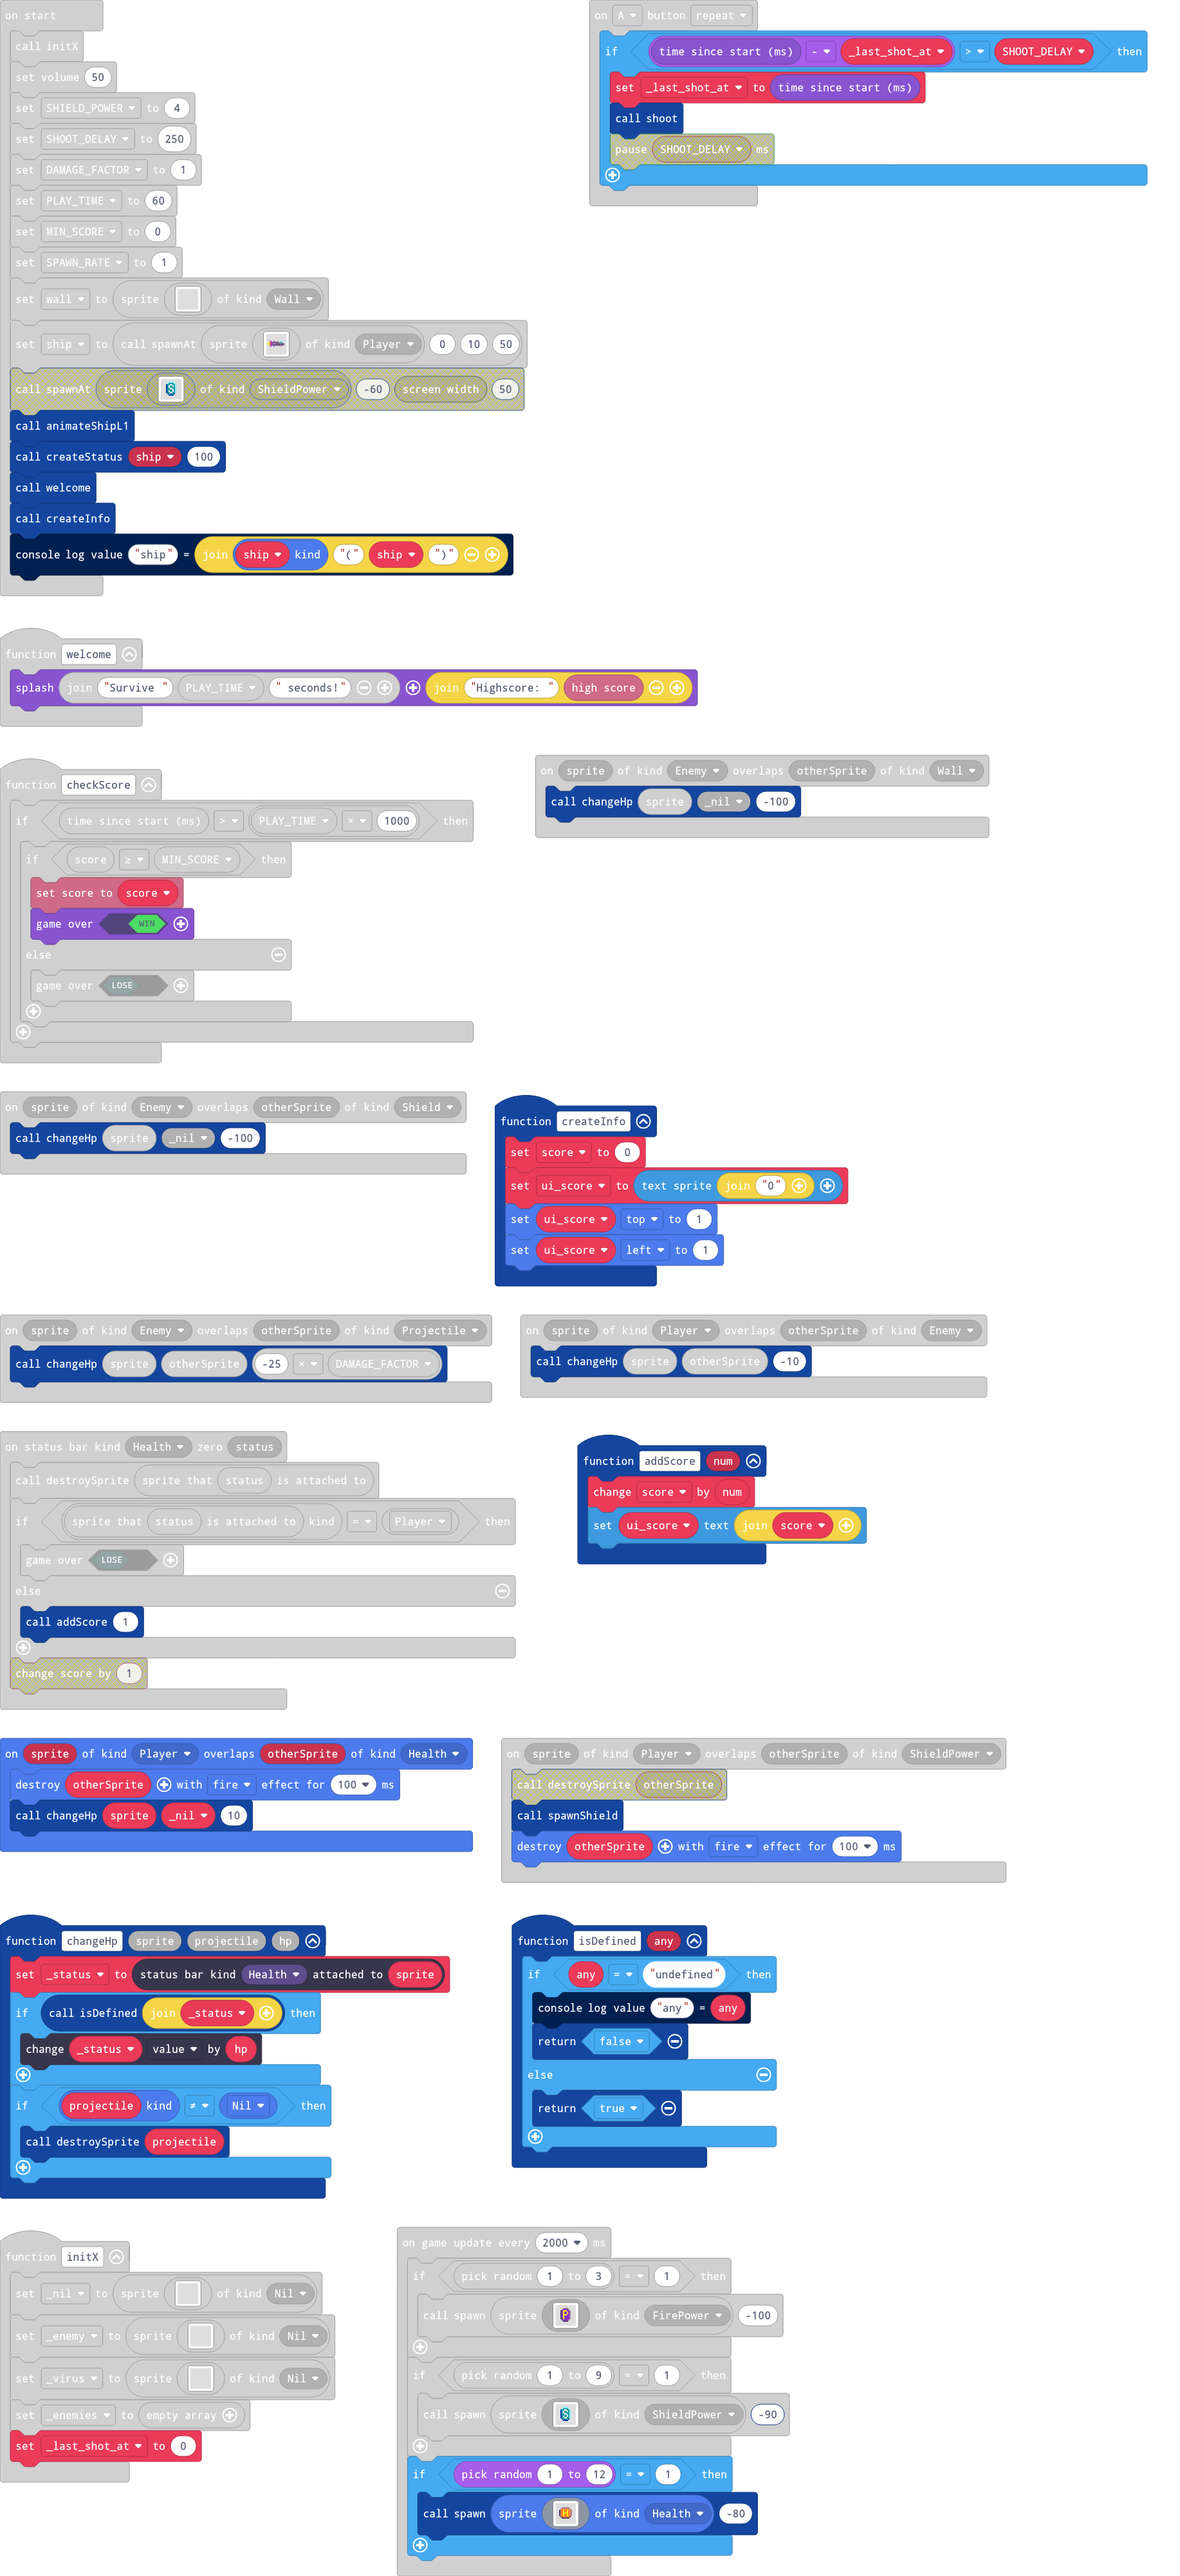 on start
call initX
set volume 50
set SHIELD_POWER to 4
set SHOOT_DELAY to 250
set DAMAGE_FACTOR to 1
set PLAY_TIME to 60
set MIN_SCORE to 0
set SPAWN_RATE to 1
set wall to sprite of kind Wall
set ship to call spawnAt sprite of kind Player 0 10 50
call spawnAt sprite S of kind ShieldPower -60 screen width 50
call animateShipL1
call createStatus ship 100
call welcome
call createInfo
console log value "ship" = join ship kind "(" ship ")"
on A button repeat
if time since start (ms) - _last_shot_at > SHOOT_DELAY then
set _last_shot_at to time since start (ms)
call shoot
pause SHOOT_DELAY ms
function welcome
splash join "Survive " PLAY_TIME " seconds!" join "Highscore: " high score
function checkScore
if time since start (ms) > PLAY_TIME × 1000 then
if score ≥ MIN_SCORE then
set score to score
game over WIN
else
game over LOSE
on sprite of kind Enemy overlaps otherSprite of kind Wall
call changeHp sprite _nil -100
on sprite of kind Enemy overlaps otherSprite of kind Shield
call changeHp sprite _nil -100
function createInfo
set score to 0
set ui_score to text sprite join "0"
set ui_score top to 1
set ui_score left to 1
on sprite of kind Enemy overlaps otherSprite of kind Projectile
call changeHp sprite otherSprite -25 × DAMAGE_FACTOR
on sprite of kind Player overlaps otherSprite of kind Enemy
call changeHp sprite otherSprite -10
on status bar kind Health zero status
call destroySprite sprite that status is attached to
if sprite that status is attached to kind = Player then
game over LOSE
else
call addScore 1
change score by 1
function addScore num
change score by num
set ui_score text join score
on sprite of kind Player overlaps otherSprite of kind Health
destroy otherSprite with fire effect for 100 ms
call changeHp sprite _nil 10
on sprite of kind Player overlaps otherSprite of kind ShieldPower
call destroySprite otherSprite
call spawnShield
destroy otherSprite with fire effect for 100 ms
function changeHp sprite projectile hp
set _status to status bar kind Health attached to sprite
if call isDefined join _status then
change _status value by hp
if projectile kind ≠ Nil then
call destroySprite projectile
function isDefined any
if any = "undefined" then
console log value "any" = any
return false
else
return true
function initX
set _nil to sprite of kind Nil
set _enemy to sprite of kind Nil
set _virus to sprite of kind Nil
set _enemies to empty array
set _last_shot_at to 0
on game update every 2000 ms
if pick random 1 to 3 = 1 then
call spawn sprite P of kind FirePower -100
if pick random 1 to 9 = 1 then
call spawn sprite S of kind ShieldPower -90
if pick random 1 to 12 = 1 then
call spawn sprite H of kind Health -80